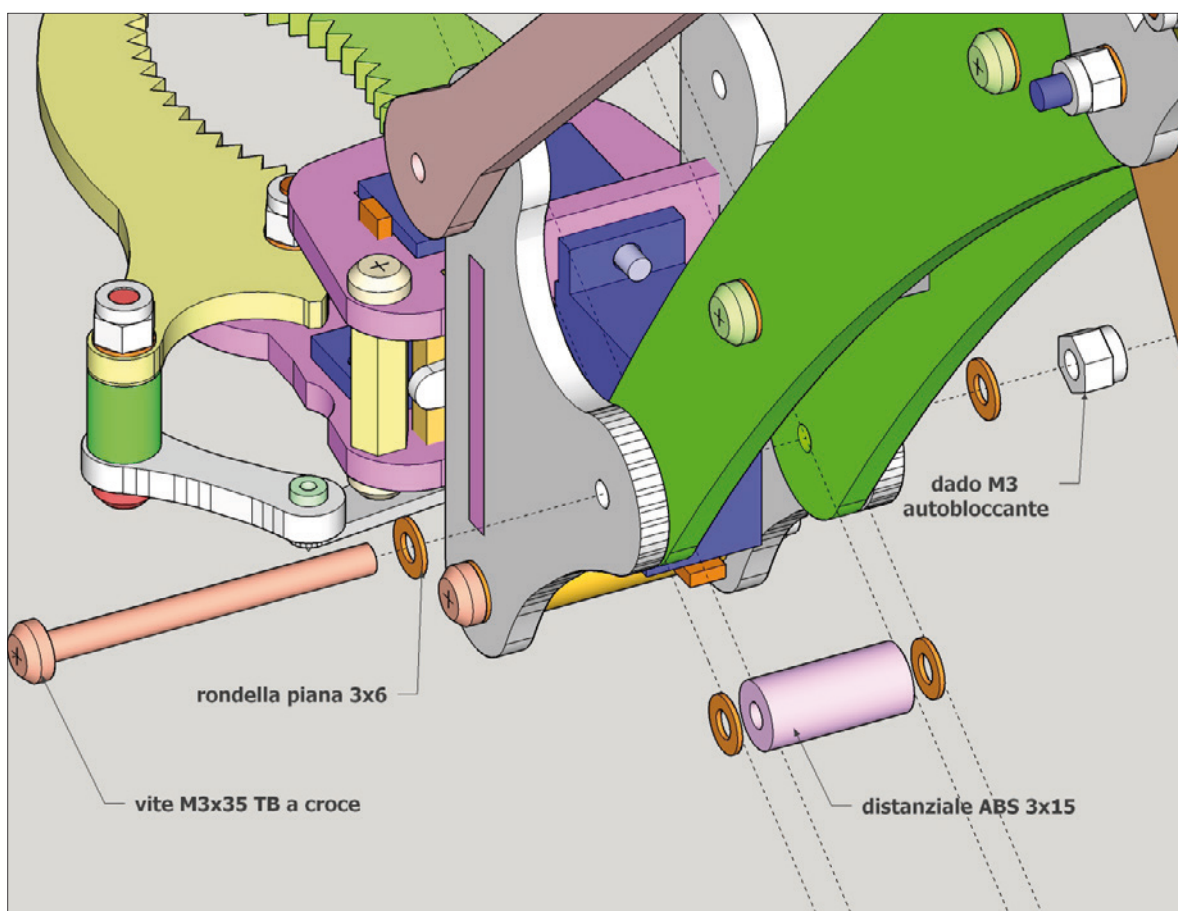 dado M3
autobloccante
rondella piana 3x6
vite M3x35 TB a croce
distanziale ABS 3x15